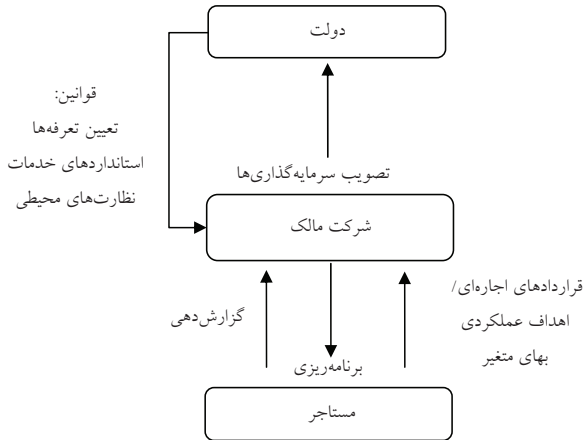 دولت
قوانین:
تعیین تعرفه‌ها
استانداردهای خدمات
نظارت‌های محیطی
تصویب سرمایه‌گذاری‌ها
شرکت مالک
قراردادهای اجاره‌ای/
اهداف عملکردی
بهای متغیر
گزارش‌دهی
برنامه‌ریزی
مستاجر